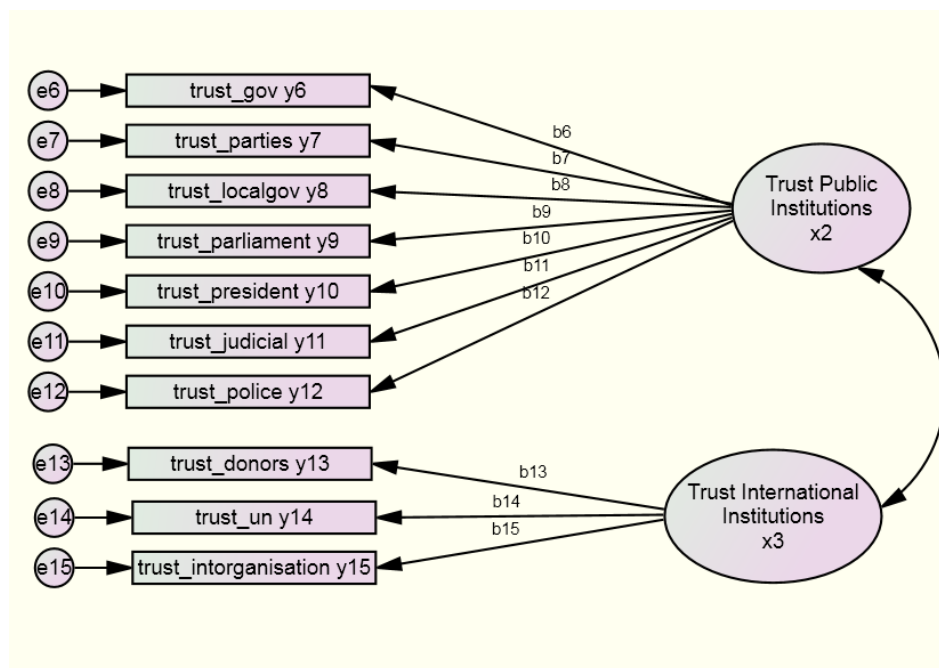 e6
trust_gov y6
b6
e7
trust_parties y7
b7
e8
trust_localgov y8
b8
e9
trust_parliament y9
b9
e10
trust_president y10
b10
e11
trust_judicial y11
b11
e12
trust_police y12
b12
Trust Public
Institutions
x2
e13
trust_donors y13
b13
e14
trust_un y14
b14
e15
trust_intorganisation y15
b15
Trust International
Institutions
x3